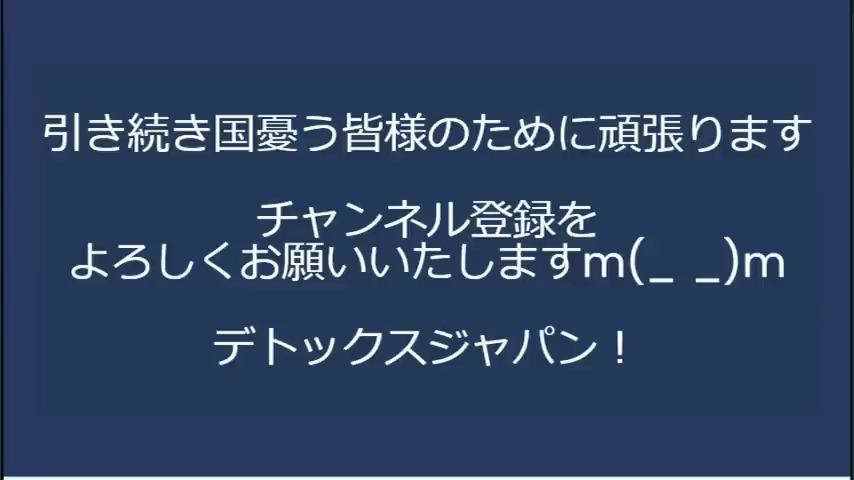 引き続き国憂う皆様のために頑張ります
チャンネル登録を
よろしくお願いいたしますm(_ _)m
デトックスジャパン！